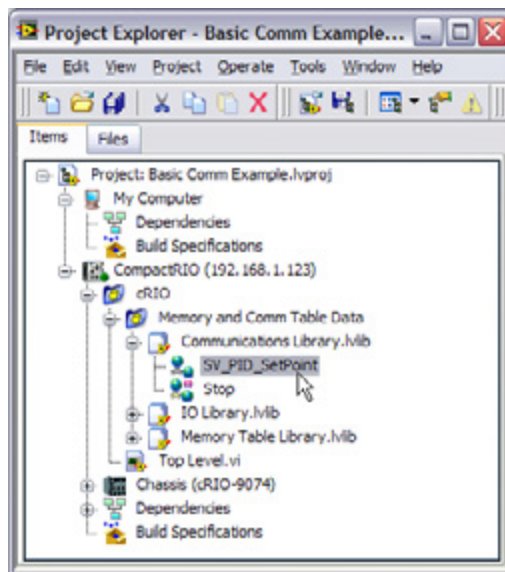 Project Explorer - Basic Comm Example...
File Edit View Project Operate Tools Window Help
Items Files
Project: Basic Comm Example.lvproj
My Computer
Dependencies
Build Specifications
CompactRIO (192.168.1.123)
cRIO
Memory and Comm Table Data
Communications Library.lvlib
SV_PID_SetPoint
Stop
IO Library.lvlib
Memory Table Library.lvlib
Top Level.vi
Chassis (cRIO-9074)
Dependencies
Build Specifications